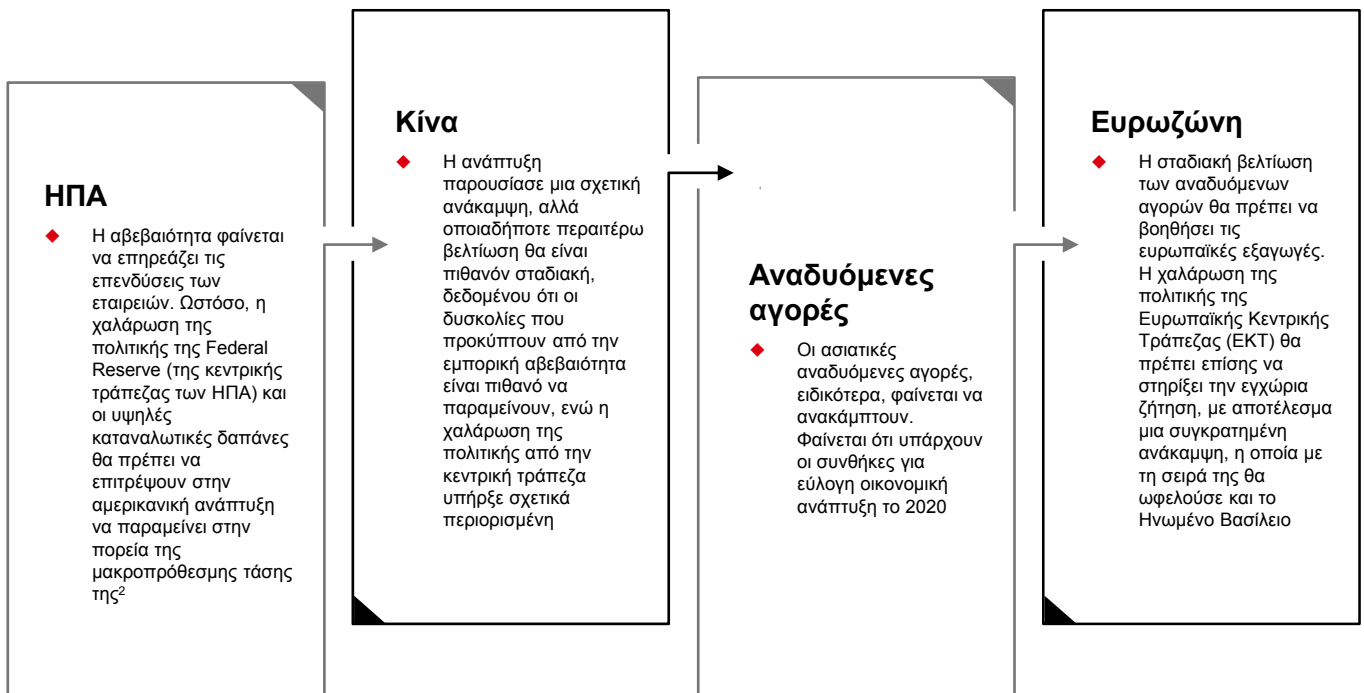 ΗΠΑ
Η αβεβαιότητα φαίνεται
να επηρεάζει τις
επενδύσεις των
εταιρειών. Ωστόσο, η
χαλάρωση της
πολιτικής της Federal
Reserve (της κεντρικής
τράπεζας των ΗΠΑ) και
οι υψηλές
καταναλωτικές δαπάνες
θα πρέπει να
επιτρέψουν στην
αμερικανική ανάπτυξη
να παραμείνει στην
πορεία της
μακροπρόθεσμης τάσης
της²
Κίνα
Η ανάπτυξη
παρουσίασε μια σχετική
ανάκαμψη, αλλά
οποιαδήποτε περαιτέρω
βελτίωση θα είναι
πιθανόν σταδιακή,
δεδομένου ότι οι
δυσκολίες που
προκύπτουν από την
εμπορική αβεβαιότητα
είναι πιθανό να
παραμείνουν, ενώ η
χαλάρωση της
πολιτικής από την
κεντρική τράπεζα
υπήρξε σχετικά
περιορισμένη
Αναδυόμενες
αγορές
Οι ασιατικές
αναδυόμενες αγορές,
ειδικότερα, φαίνεται να
ανακάμπτουν.
Φαίνεται ότι υπάρχουν
οι συνθήκες για
εύλογη οικονομική
ανάπτυξη το 2020
Ευρωζώνη
Η σταδιακή βελτίωση
των αναδυόμενων
αγορών θα πρέπει να
βοηθήσει τις
ευρωπαϊκές εξαγωγές.
Η χαλάρωση της
πολιτικής της
Ευρωπαϊκής Κεντρικής
Τράπεζας (ΕΚΤ) θα
πρέπει επίσης να
στηρίξει την εγχώρια
ζήτηση, με αποτέλεσμα
μια συγκρατημένη
ανάκαμψη, η οποία με
τη σειρά της θα
ωφελούσε και το
Ηνωμένο Βασίλειο